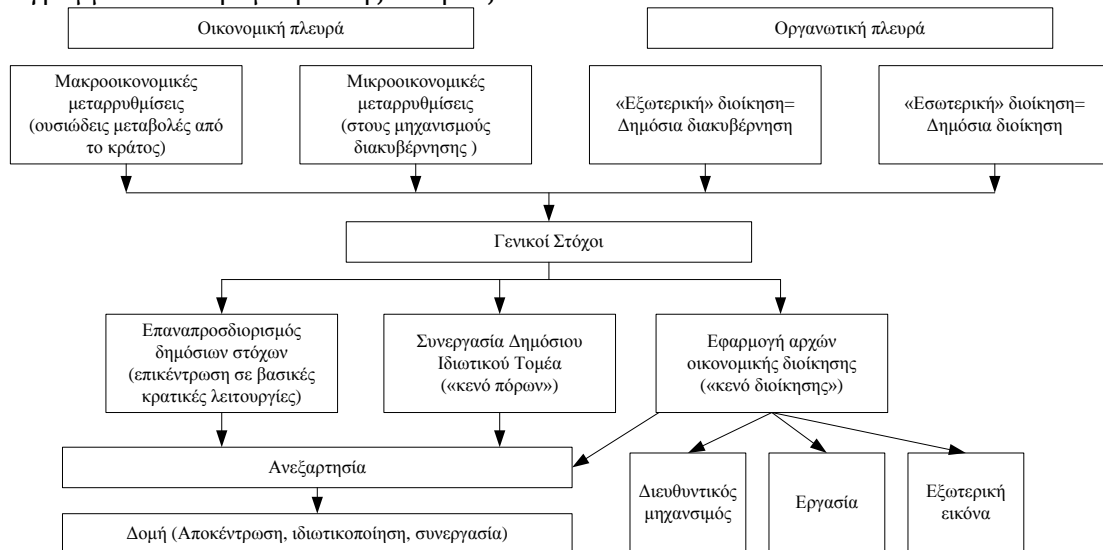 Οικονομική πλευρά
Οργανωτική πλευρά
Μακροοικονομικές
μεταρρυθμίσεις
(ουσιώδεις μεταβολές από
το κράτος)
Μικροοικονομικές
μεταρρυθμίσεις
(στους μηχανισμούς
διακυβέρνησης )
«Εξωτερική» διοίκηση=
Δημόσια διακυβέρνηση
«Εσωτερική» διοίκηση=
Δημόσια διοίκηση
Γενικοί Στόχοι
Επαναπροσδιορισμός
δημόσιων στόχων
(επικέντρωση σε βασικές
κρατικές λειτουργίες)
Συνεργασία Δημόσιου
Ιδιωτικού Τομέα
(«κενό πόρων»)
Εφαρμογή αρχών
οικονομικής διοίκησης
(«κενό διοίκησης»)
Ανεξαρτησία
Δομή (Αποκέντρωση, ιδιωτικοποίηση, συνεργασία)
Διευθυντικός
μηχανσιμός
Εργασία
Εξωτερική
εικόνα